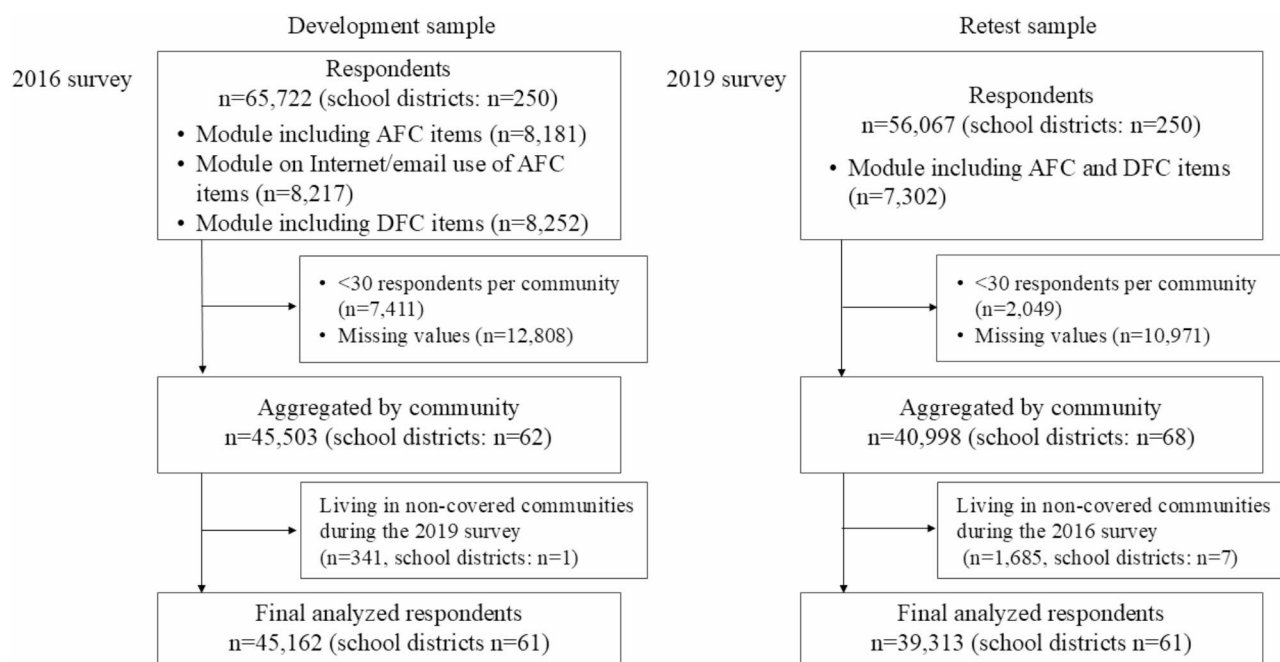 Development sample
2016 survey
Respondents
n=65,722 (school districts: n=250)
• Module including AFC items (n=8,181)
• Module on Internet/email use of AFC
items (n=8,217)
• Module including DFC items (n=8,252)
• <30 respondents per community
(n=7,411)
• Missing values (n=12,808)
Aggregated by community
n=45,503 (school districts: n=62)
Living in non-covered communities
during the 2019 survey
(n=341, school districts: n=1)
Final analyzed respondents
n=45,162 (school districts n=61)
Retest sample
2019 survey
Respondents
n=56,067 (school districts: n=250)
• Module including AFC and DFC items
(n=7,302)
• <30 respondents per community
(n=2,049)
• Missing values (n=10,971)
Aggregated by community
n=40,998 (school districts: n=68)
Living in non-covered communities
during the 2016 survey
(n=1,685, school districts: n=7)
Final analyzed respondents
n=39,313 (school districts n=61)